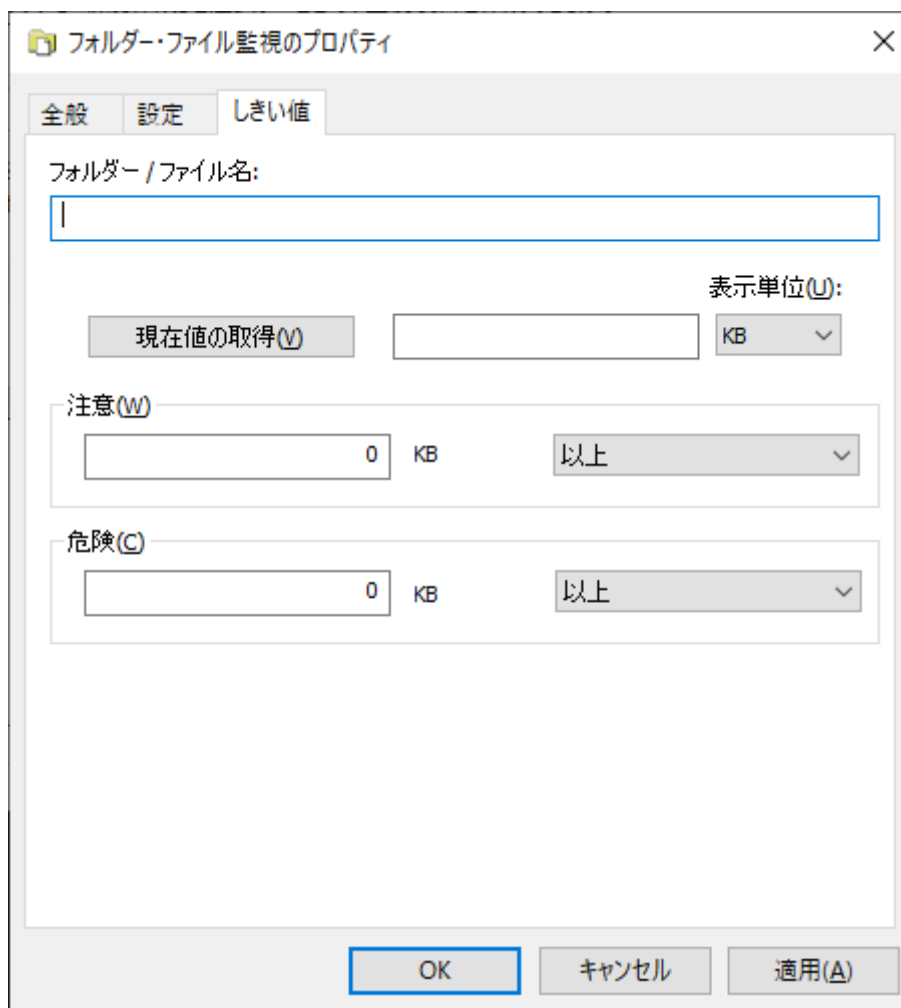 フォルダー・ファイル監視のプロパティ
全般 設定 しきい値
フォルダー / ファイル名:
表示単位(U):
現在値の取得(V) KB
注意(W)
0 KB 以上
危険(C)
0 KB 以上
OK キャンセル 適用(A)